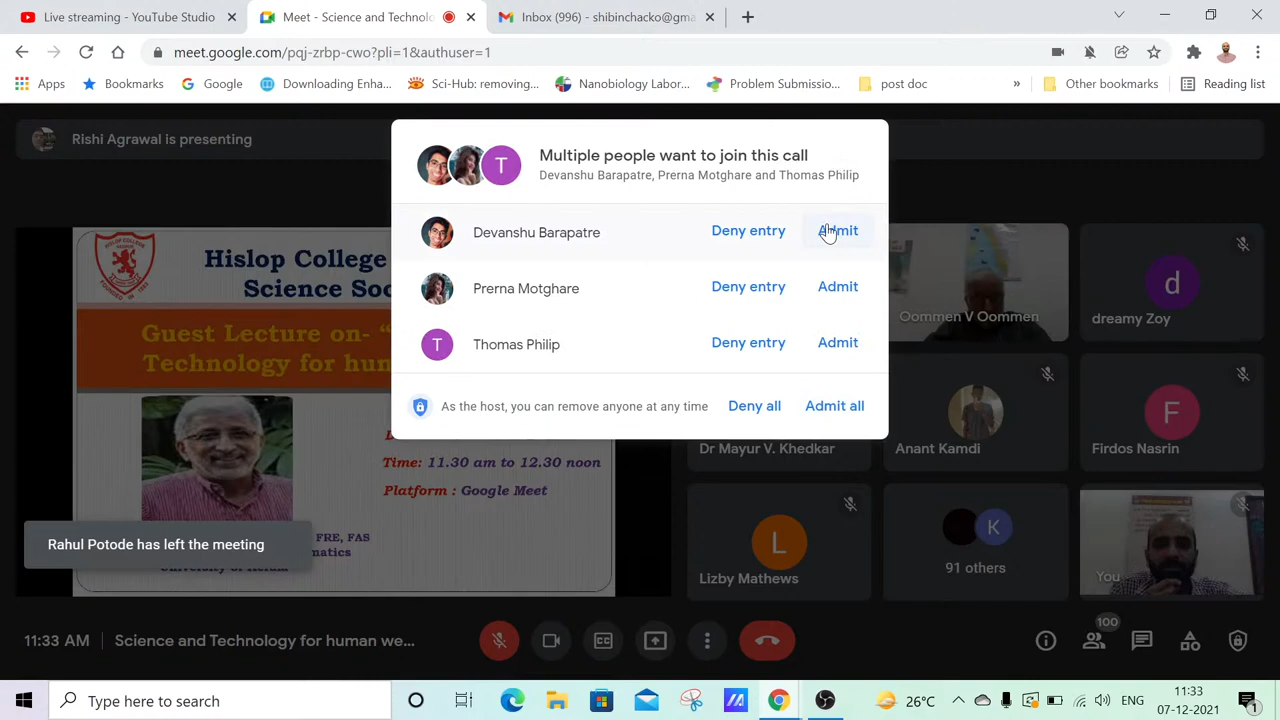 Live streaming - YouTube Studio
Meet - Science and Technolo
Inbox (996) - shibinchacko@gma
meet.google.com/pqj-zrbp-cwo?pli=1&authuser=1
Apps
Bookmarks
Google
Downloading Enha...
Sci-Hub: removing...
Nanobiology Labor...
Problem Submissio...
post doc
»
Other bookmarks
Reading list
Rishi Agrawal is presenting
T
Multiple people want to join this call
Devanshu Barapatre, Prerna Motghare and Thomas Philip
Devanshu Barapatre
Deny entry
Admit
Prerna Motghare
Deny entry
Admit
T
Thomas Philip
Deny entry
Admit
As the host, you can remove anyone at any time
Deny all
Admit all
Hislop College
Science Soc
Guest Lecture on- "
Technology for hun
Time: 11.30 am to 12.30 noon
Platform : Google Meet
FRE, FAS
matics
Oommen V Oommen
d
dreamy Zoy
Dr Mayur V. Khedkar
Anant Kamdi
F
Firdos Nasrin
L
Lizby Mathews
K
91 others
You
Rahul Potode has left the meeting
11:33 AM
Science and Technology for human we...
100
Type here to search
26°C
ENG
11:33
07-12-2021
1